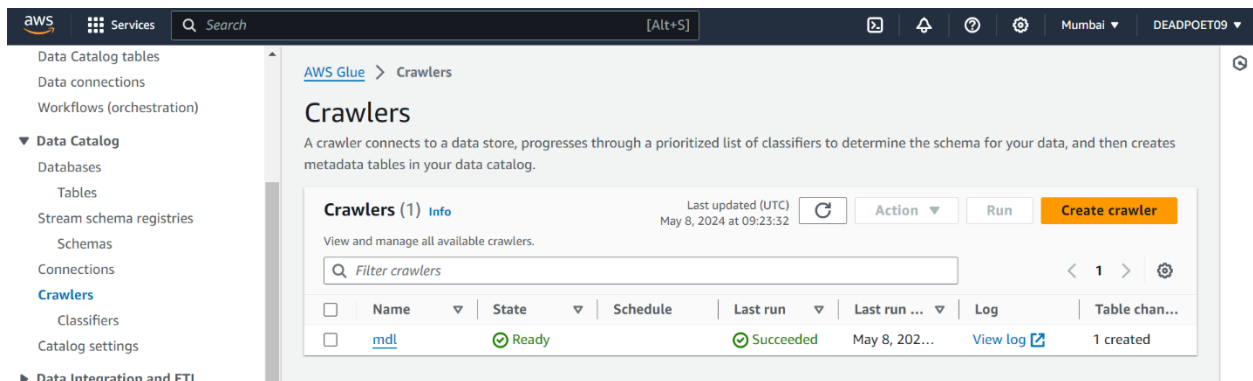 aws Services Search [Alt+S] Mumbai DEADPOET09
Data Catalog tables
Data connections
Workflows (orchestration)
Data Catalog
Databases
Tables
Stream schema registries
Schemas
Connections
Crawlers
Classifiers
Catalog settings
Data Integration and ETL
AWS Glue > Crawlers
Crawlers
A crawler connects to a data store, progresses through a prioritized list of classifiers to determine the schema for your data, and then creates
metadata tables in your data catalog.
Crawlers (1) Info
Last updated (UTC)
May 8, 2024 at 09:23:32
Action Run Create crawler
View and manage all available crawlers.
Filter crawlers
1
Name State Schedule Last run Last run ... Log Table chan...
mdl Ready Succeeded May 8, 202... View log 1 created